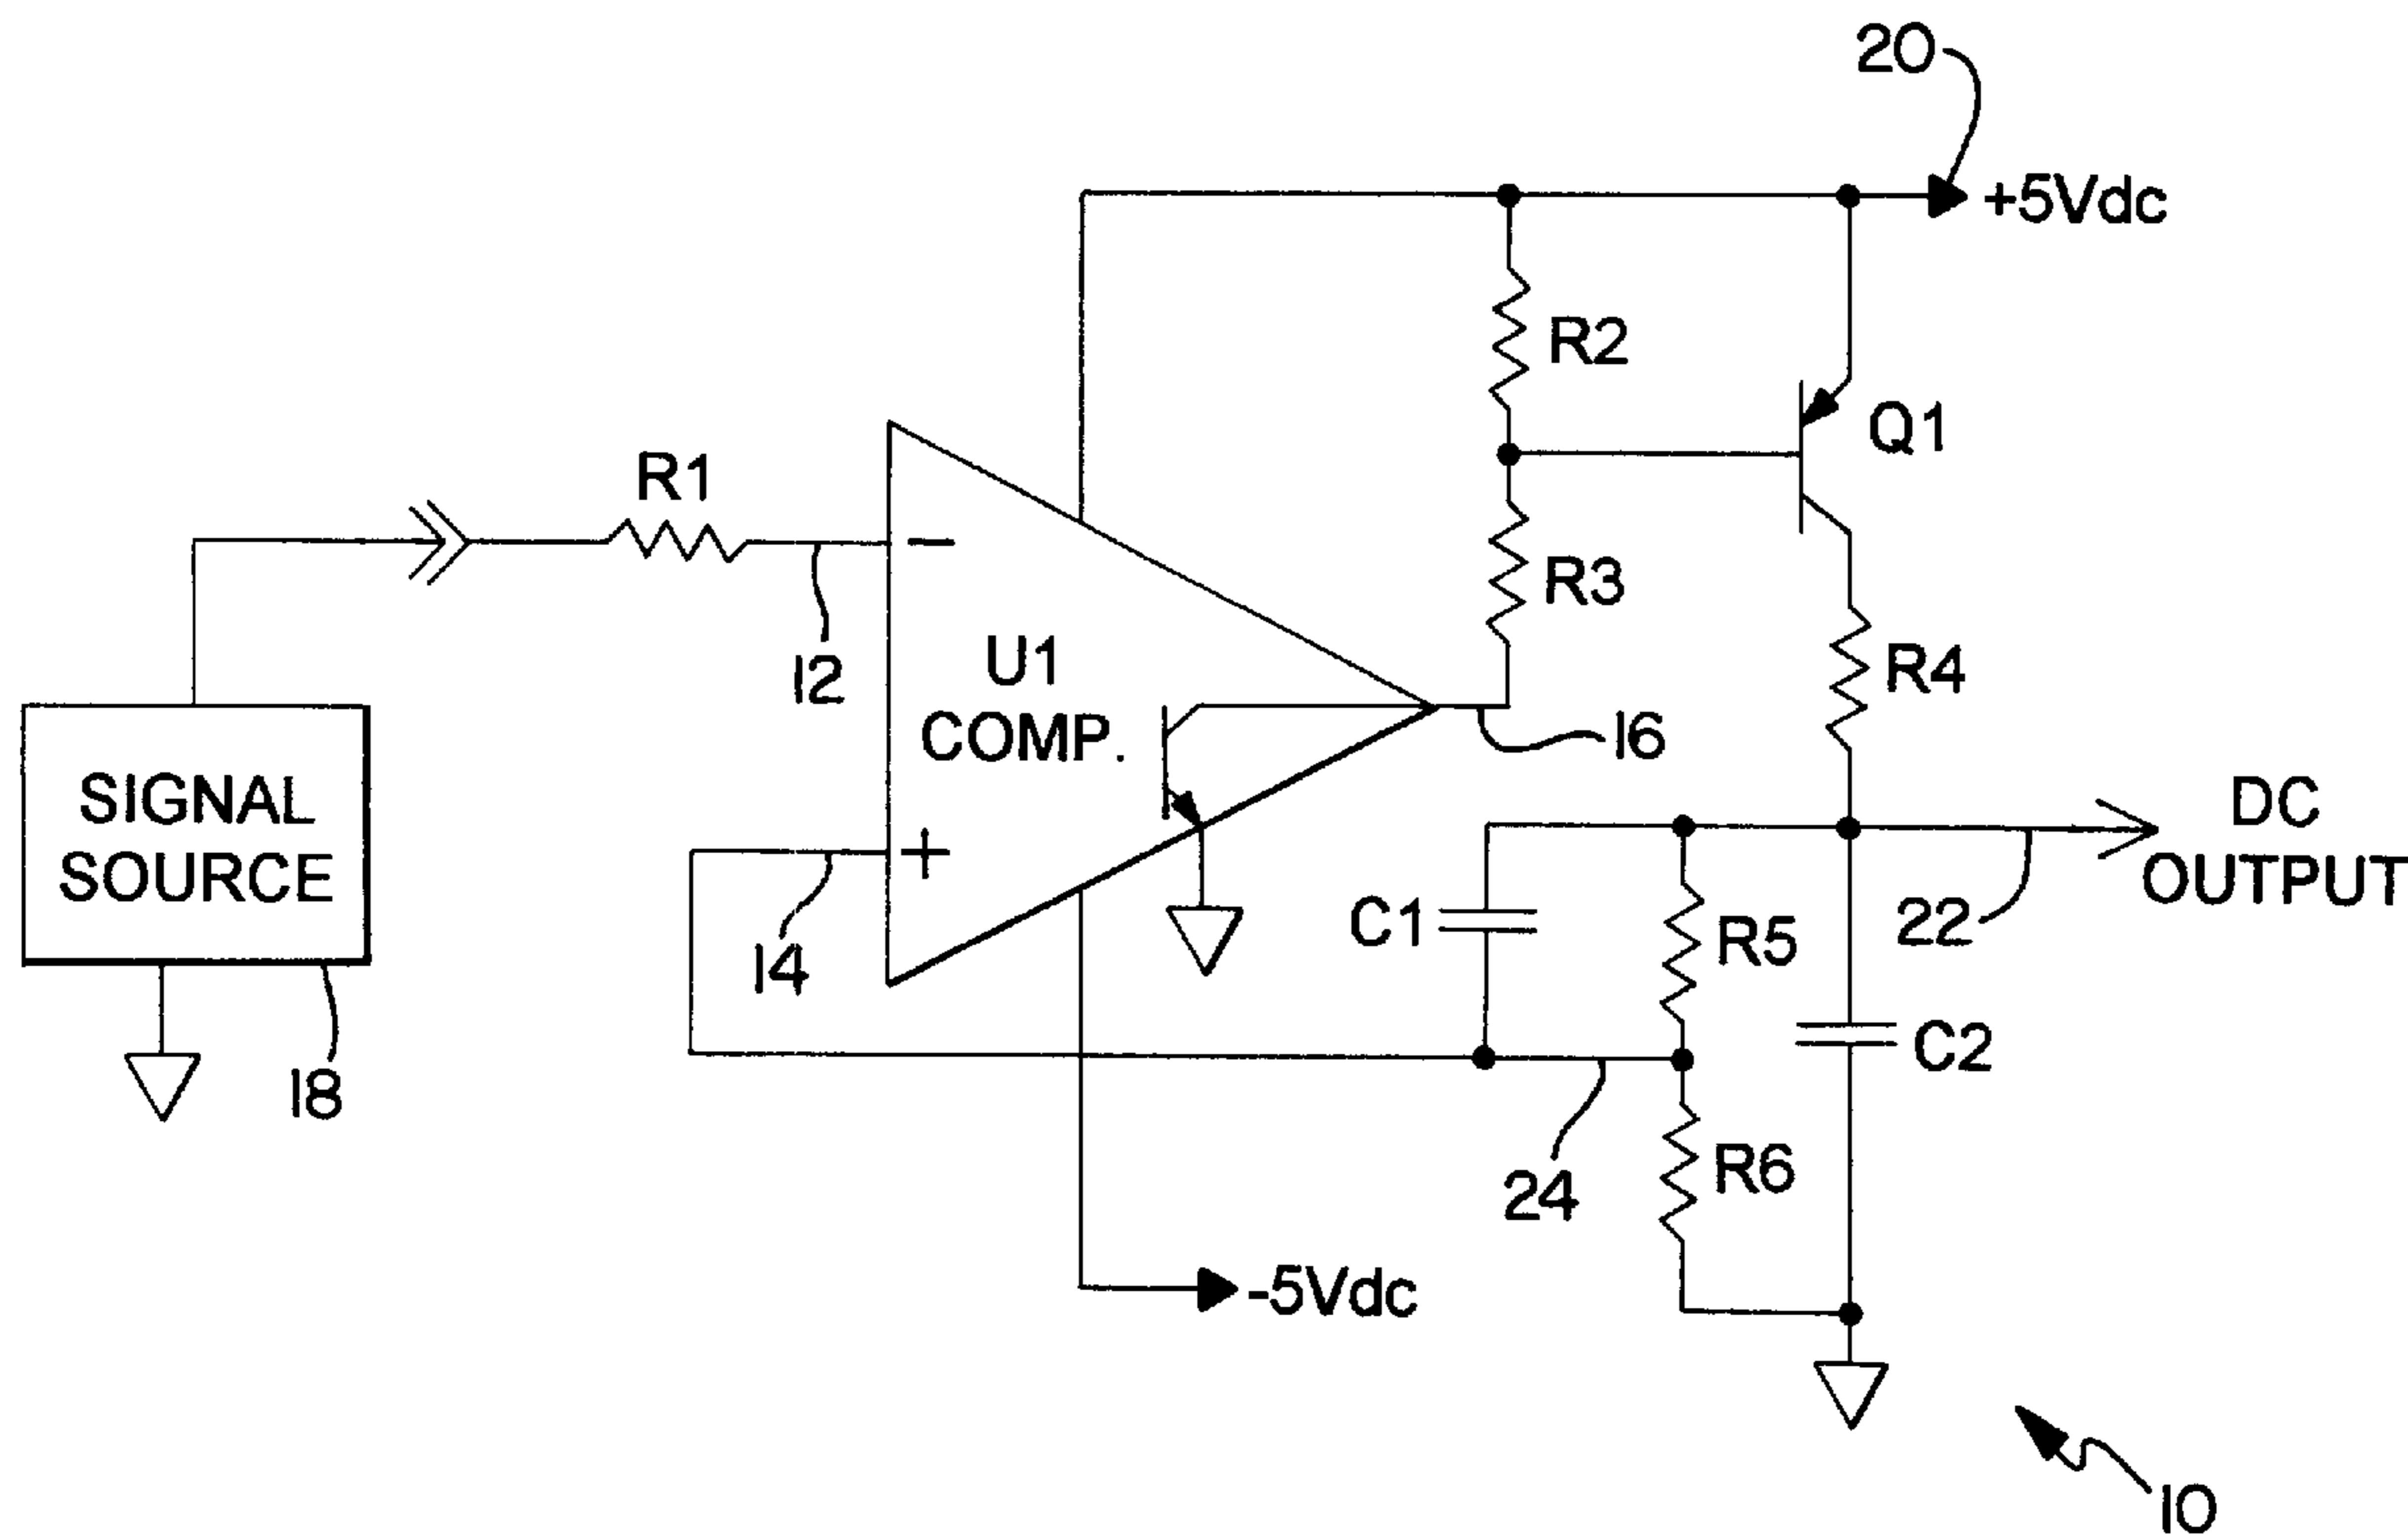 20
+5Vdc
R2
Q1
R1
R3
12
U1
COMP.
R4
16
SIGNAL
SOURCE
DC
OUTPUT
-
+
14
C1
R5
22
18
C2
24
R6
-5Vdc
10